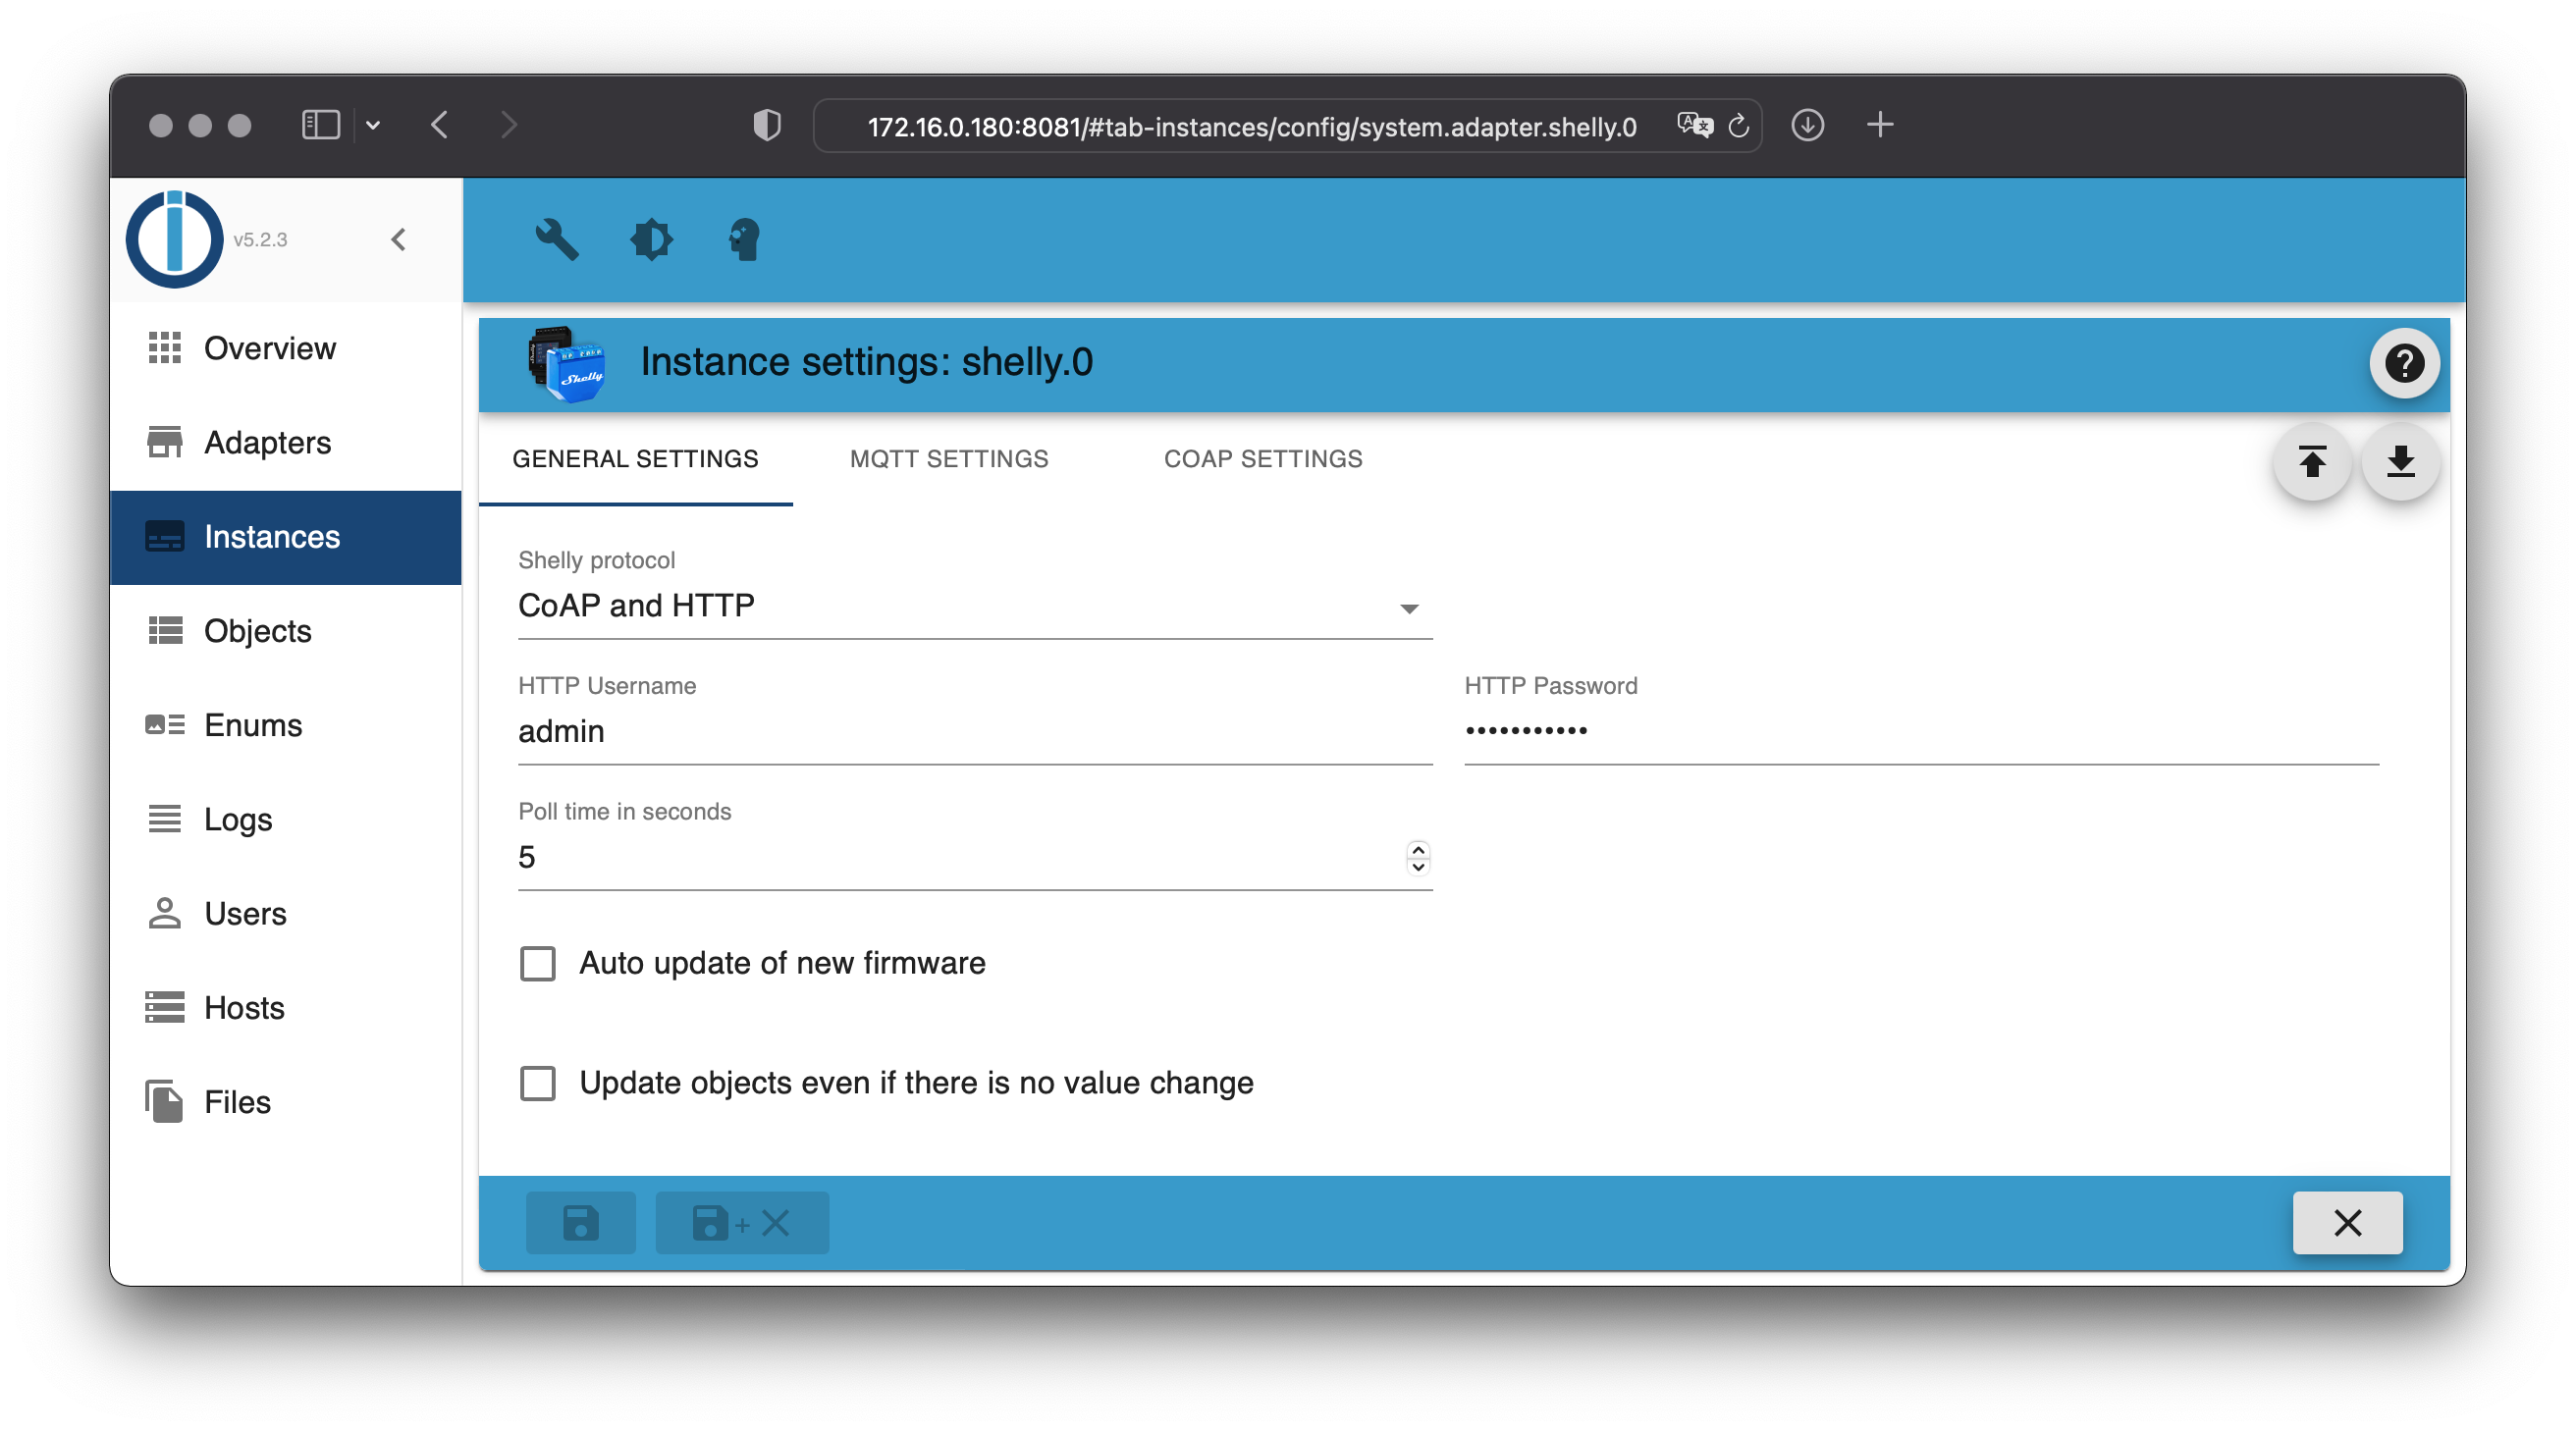 172.16.0.180:8081/#tab-instances/config/system.adapter.shelly.0
v5.2.3
Overview
Adapters
Instances
Objects
Enums
Logs
Users
Hosts
Files
Shelly
Instance settings: shelly.0
GENERAL SETTINGS
MQTT SETTINGS
COAP SETTINGS
Shelly protocol
CoAP and HTTP
HTTP Username
admin
HTTP Password
•••••••••••
Poll time in seconds
5
Auto update of new firmware
Update objects even if there is no value change
+